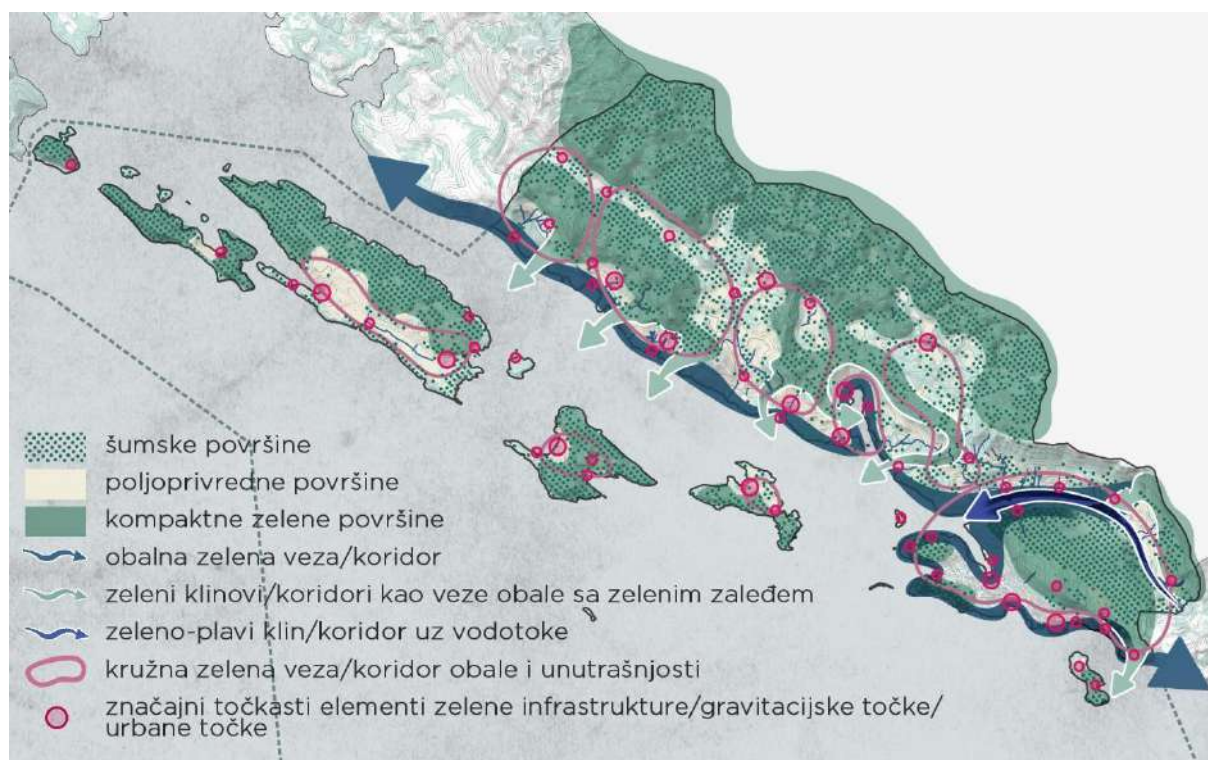 šumske površine
poljoprivredne površine
kompaktne zelene površine
obalna zelena veza/koridor
zeleni klinovi/koridori kao veze obale sa zelenim zaleđem
zeleno-plavi klin/koridor uz vodotoke
kružna zelena veza/koridor obale i unutrašnjosti
značajni točkasti elementi zelene infrastrukture/gravitacijske točke/
urbane točke